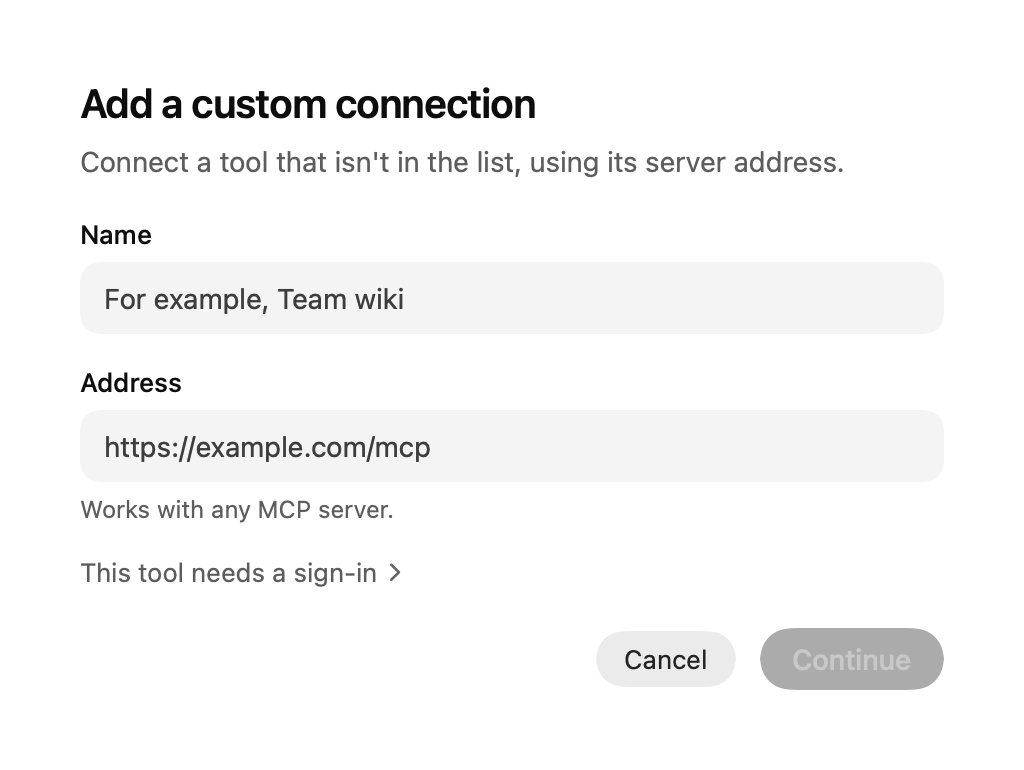 Add a custom connection
Connect a tool that isn't in the list, using its server address.
Name
For example, Team wiki
Address
https://example.com/mcp
Works with any MCP server.
This tool needs a sign-in
Cancel
Continue